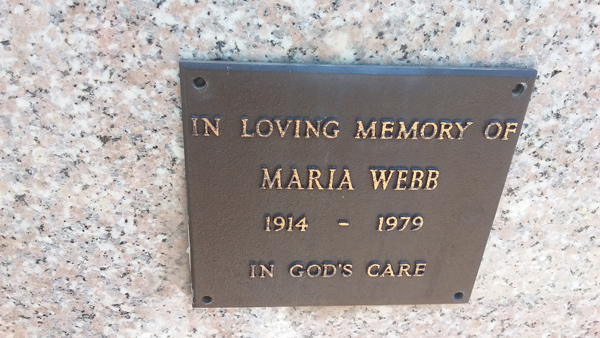 IN LOVING MEMORY OF
MARIA WEBB
1914 - 1979
IN GOD'S CARE